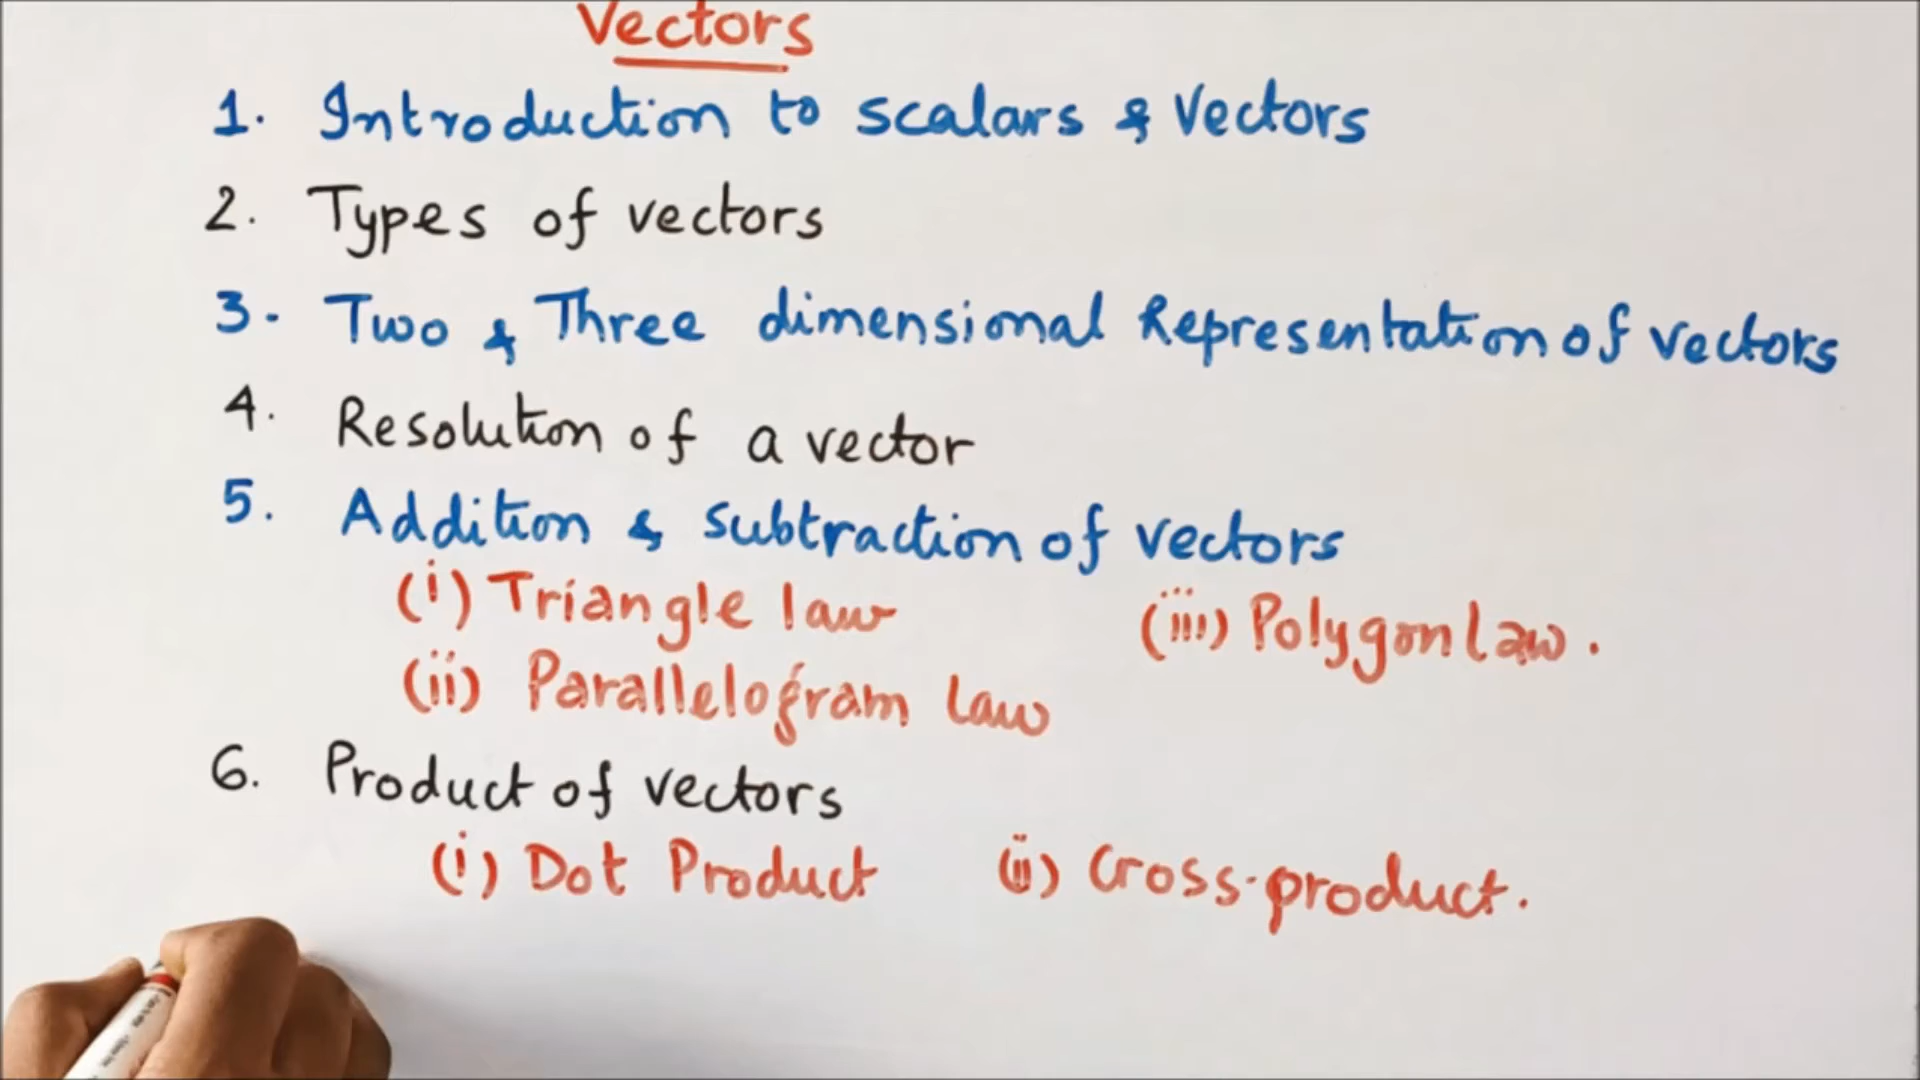 Vectors
1. Introduction to scalars & Vectors
2. Types of vectors
3. Two & Three dimensional Representation of vectors
4. Resolution of a vector
5. Addition & Subtraction of vectors
(i) Triangle law (iii) Polygon law.
(ii) Parallelogram law
6. Product of vectors
(i) Dot Product (ii) Cross-product.